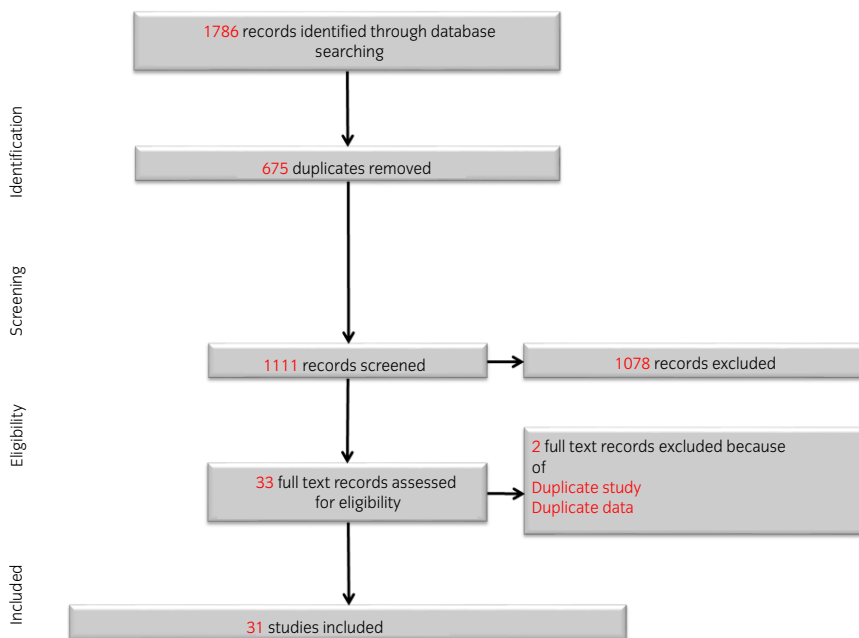 1786 records identified through database
searching
Identification
675 duplicates removed
Screening
1111 records screened
1078 records excluded
Eligibility
33 full text records assessed
for eligibility
2 full text records excluded because
of
Duplicate study
Duplicate data
Included
31 studies included